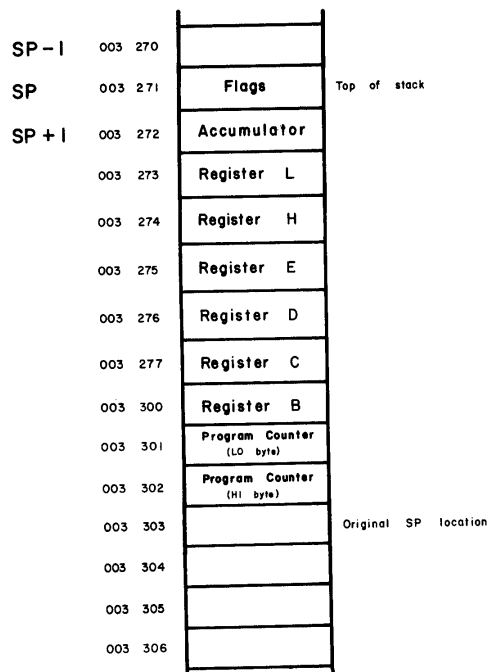 SP-1 003 270
SP 003 271 Flags Top of stack
SP+1 003 272 Accumulator
003 273 Register L
003 274 Register H
003 275 Register E
003 276 Register D
003 277 Register C
003 300 Register B
003 301 Program Counter
(LO byte)
003 302 Program Counter
(HI byte)
003 303 Original SP location
003 304
003 305
003 306